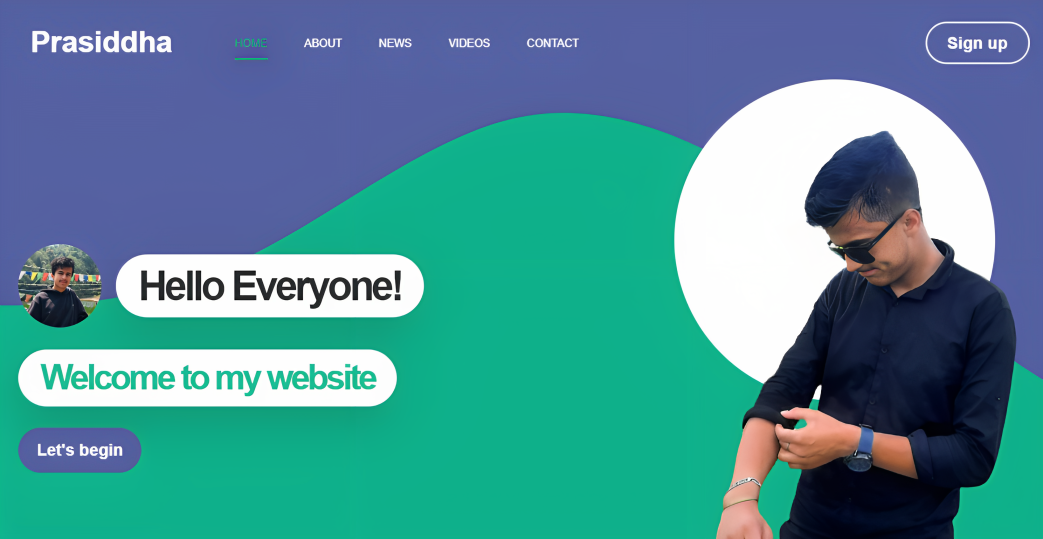 Prasiddha
HOME ABOUT NEWS VIDEOS CONTACT
Sign up
Hello Everyone!
Welcome to my website
Let's begin